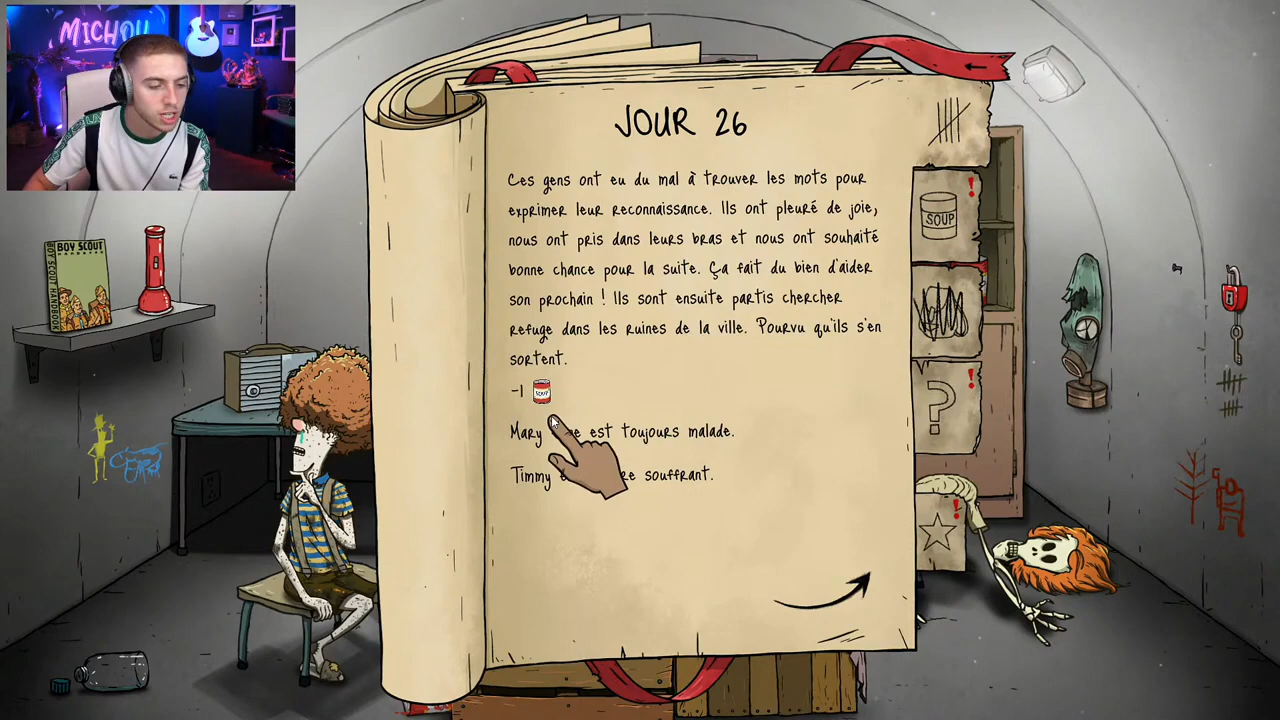 MICHOU
JOUR 26
Ces gens ont eu du mal à trouver les mots pour
exprimer leur reconnaissance. Ils ont pleuré de joie,
nous ont pris dans leurs bras et nous ont souhaité
bonne chance pour la suite. Ça fait du bien d'aider
son prochain ! Ils sont ensuite partis chercher
refuge dans les ruines de la ville. Pourvu qu'ils s'en
sortent.
-1 SOUP
Mary est toujours malade.
Timmy souffrant.
SOUP
!
!
?
!
BOY SCOUT
HANDBOOK
BOY SCOUT